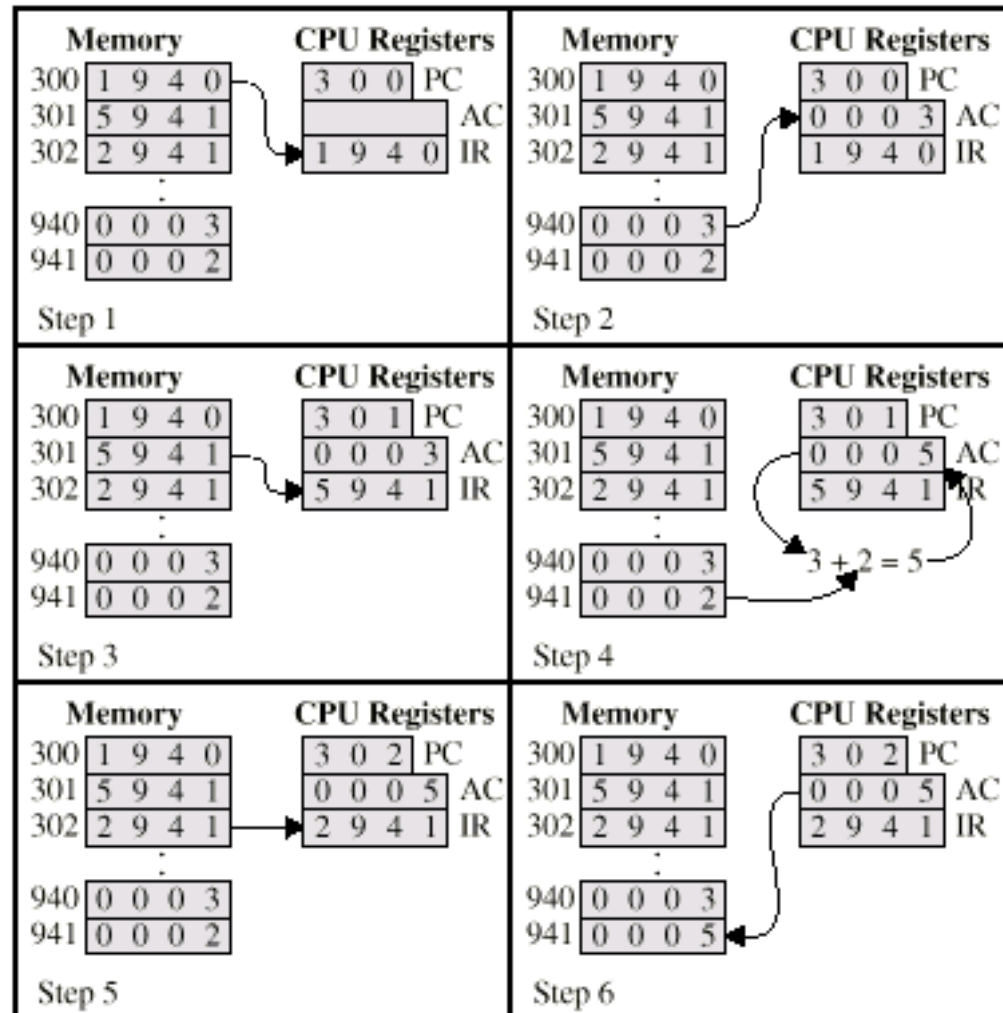 Memory CPU Registers
300 1 9 4 0 3 0 0 PC
301 5 9 4 1 AC
302 2 9 4 1 1 9 4 0 IR
940 0 0 0 3
941 0 0 0 2
Step 1
Memory CPU Registers
300 1 9 4 0 3 0 0 PC
301 5 9 4 1 0 0 0 3 AC
302 2 9 4 1 1 9 4 0 IR
940 0 0 0 3
941 0 0 0 2
Step 2
Memory CPU Registers
300 1 9 4 0 3 0 1 PC
301 5 9 4 1 0 0 0 3 AC
302 2 9 4 1 5 9 4 1 IR
940 0 0 0 3
941 0 0 0 2
Step 3
Memory CPU Registers
300 1 9 4 0 3 0 1 PC
301 5 9 4 1 0 0 0 5 AC
302 2 9 4 1 5 9 4 1 IR
940 0 0 0 3 3 + 2 = 5
941 0 0 0 2
Step 4
Memory CPU Registers
300 1 9 4 0 3 0 2 PC
301 5 9 4 1 0 0 0 5 AC
302 2 9 4 1 2 9 4 1 IR
940 0 0 0 3
941 0 0 0 2
Step 5
Memory CPU Registers
300 1 9 4 0 3 0 2 PC
301 5 9 4 1 0 0 0 5 AC
302 2 9 4 1 2 9 4 1 IR
940 0 0 0 3
941 0 0 0 5
Step 6